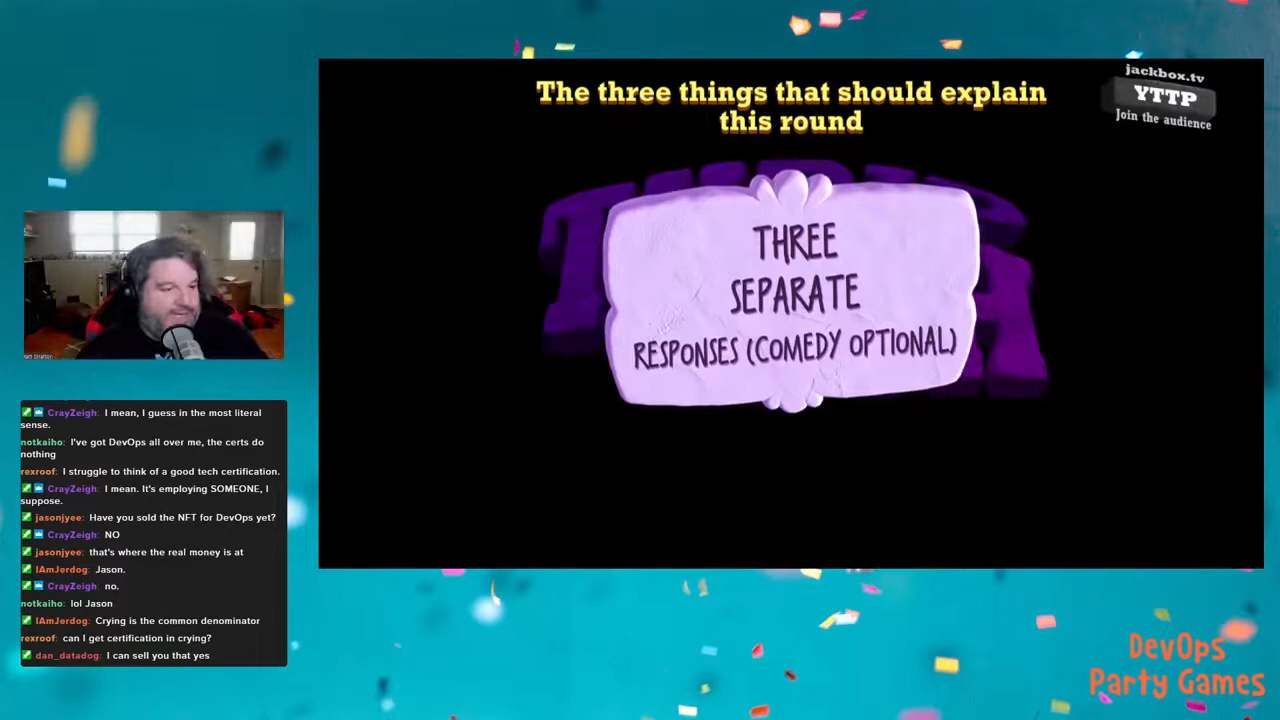 The three things that should explain
this round
jackbox.tv
YTTP
Join the audience
THREE
SEPARATE
RESPONSES (COMEDY OPTIONAL)
CrayZeigh: I mean, I guess in the most literal
sense.
notkaiho: I've got DevOps all over me, the certs do
nothing
rexroof: I struggle to think of a good tech certification.
CrayZeigh: I mean. It's employing SOMEONE, I
suppose.
jasonjyee: Have you sold the NFT for DevOps yet?
CrayZeigh: NO
jasonjyee: that's where the real money is at
IAmJerdog: Jason.
CrayZeigh: no.
notkaiho: lol Jason
IAmJerdog: Crying is the common denominator
rexroof: can I get certification in crying?
dan_datadog: I can sell you that yes
DevOps
Party Games